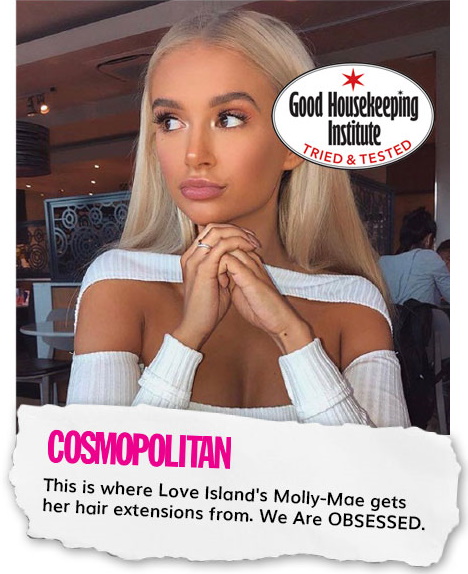 Good Housekeeping
Institute
TRIED & TESTED
COSMOPOLITAN
This is where Love Island's Molly-Mae gets
her hair extensions from. We Are OBSESSED.